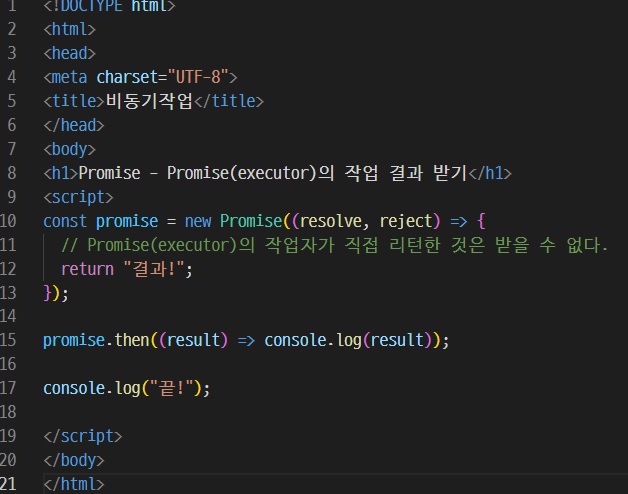 1 <!DOCTYPE html>
2 <html>
3 <head>
4 <meta charset="UTF-8">
5 <title>비동기작업</title>
6 </head>
7 <body>
8 <h1>Promise - Promise(executor)의 작업 결과 받기</h1>
9 <script>
10 const promise = new Promise((resolve, reject) => {
11   // Promise(executor)의 작업자가 직접 리턴한 것은 받을 수 없다.
12   return "결과!";
13 });
14
15 promise.then((result) => console.log(result));
16
17 console.log("끝!");
18
19 </script>
20 </body>
21 </html>